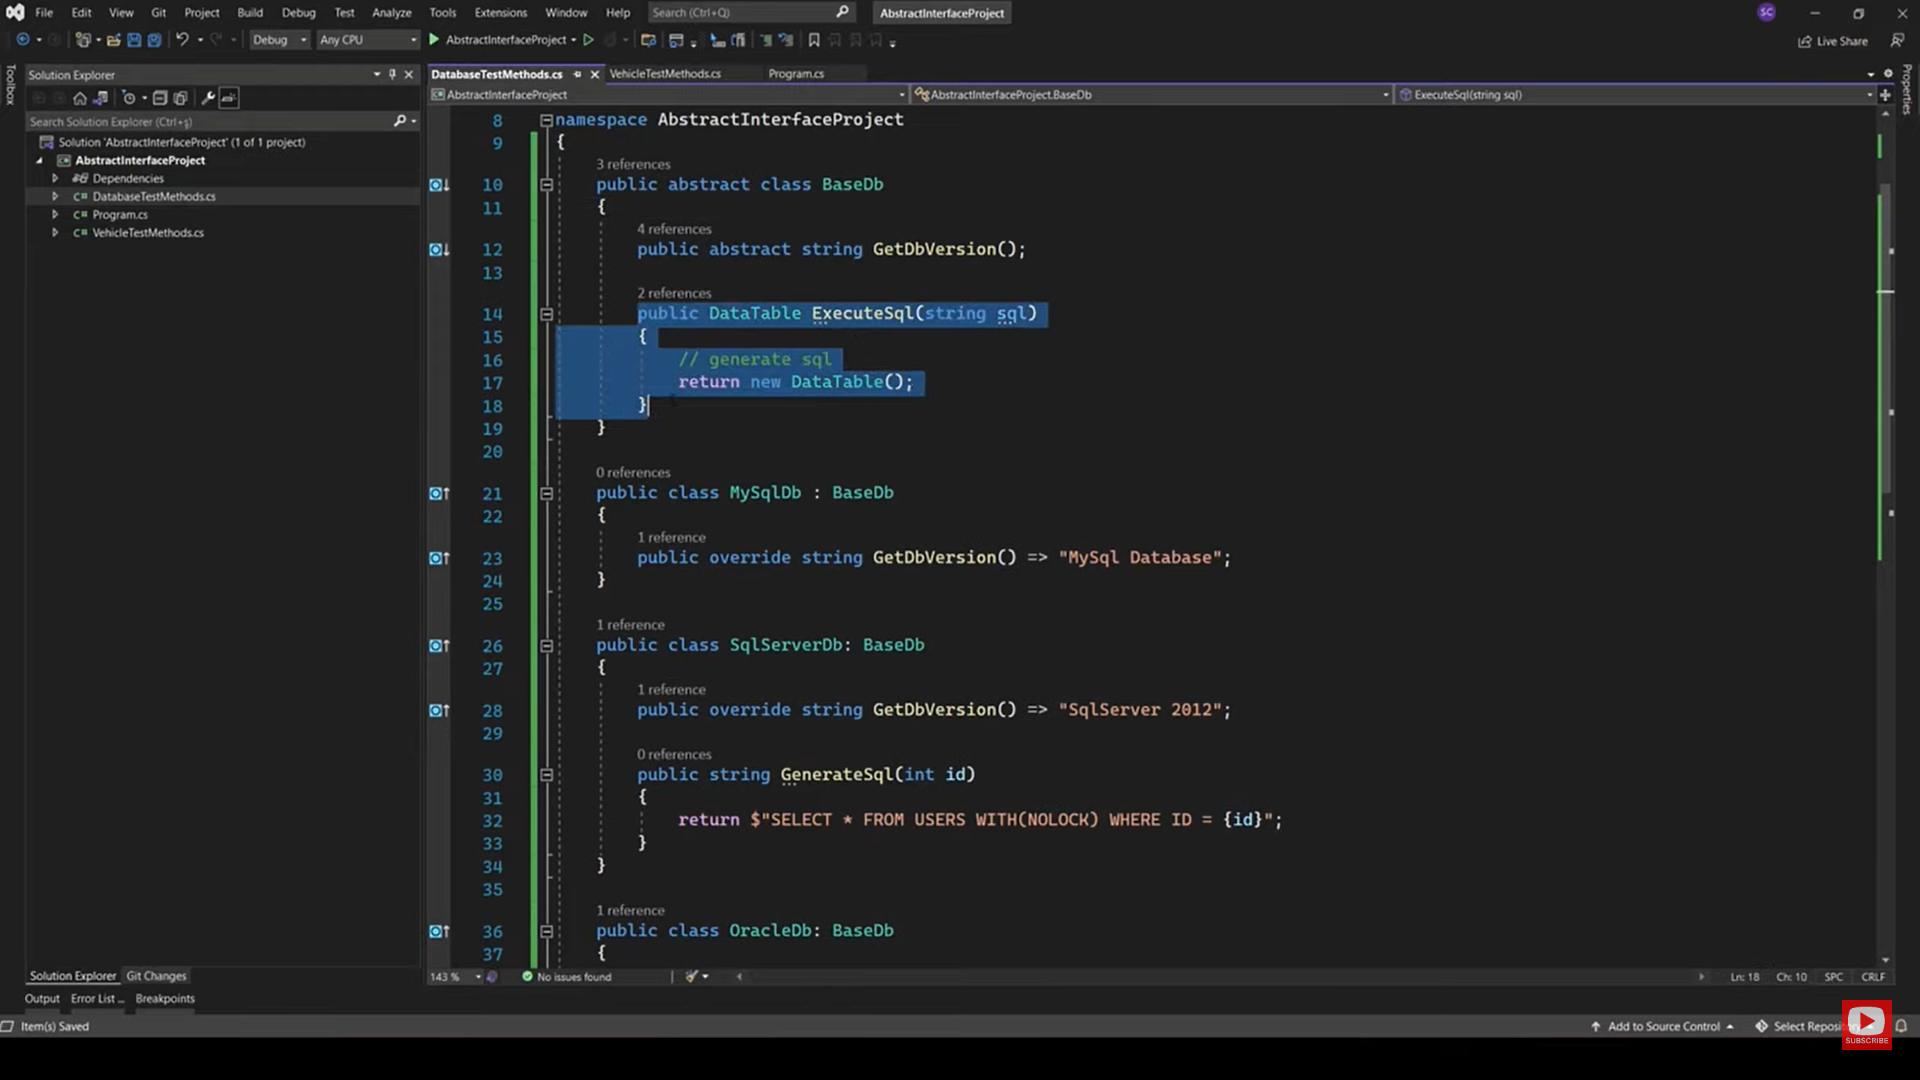 File Edit View Git Project Build Debug Test Analyze Tools Extensions Window Help Search (Ctrl+Q) AbstractInterfaceProject SC
Debug Any CPU AbstractInterfaceProject Live Share
Toolbox
Solution Explorer
Search Solution Explorer (Ctrl+ş)
Solution 'AbstractInterfaceProject' (1 of 1 project)
AbstractInterfaceProject
Dependencies
C# DatabaseTestMethods.cs
C# Program.cs
C# VehicleTestMethods.cs
DatabaseTestMethods.cs VehicleTestMethods.cs Program.cs
AbstractInterfaceProject AbstractInterfaceProject.BaseDb ExecuteSql(string sql)
Properties
8 namespace AbstractInterfaceProject
9 {
3 references
10 public abstract class BaseDb
11 {
4 references
12 public abstract string GetDbVersion();
13
2 references
14 public DataTable ExecuteSql(string sql)
15 {
16 // generate sql
17 return new DataTable();
18 }
19 }
20
0 references
21 public class MySqlDb : BaseDb
22 {
1 reference
23 public override string GetDbVersion() => "MySql Database";
24 }
25
1 reference
26 public class SqlServerDb: BaseDb
27 {
1 reference
28 public override string GetDbVersion() => "SqlServer 2012";
29
0 references
30 public string GenerateSql(int id)
31 {
32 return $"SELECT * FROM USERS WITH(NOLOCK) WHERE ID = {id}";
33 }
34 }
35
1 reference
36 public class OracleDb: BaseDb
37 {
Solution Explorer Git Changes
143 % No issues found Ln: 18 Ch: 10 SPC CRLF
Output Error List ... Breakpoints
Item(s) Saved Add to Source Control Select Repository
SUBSCRIBE